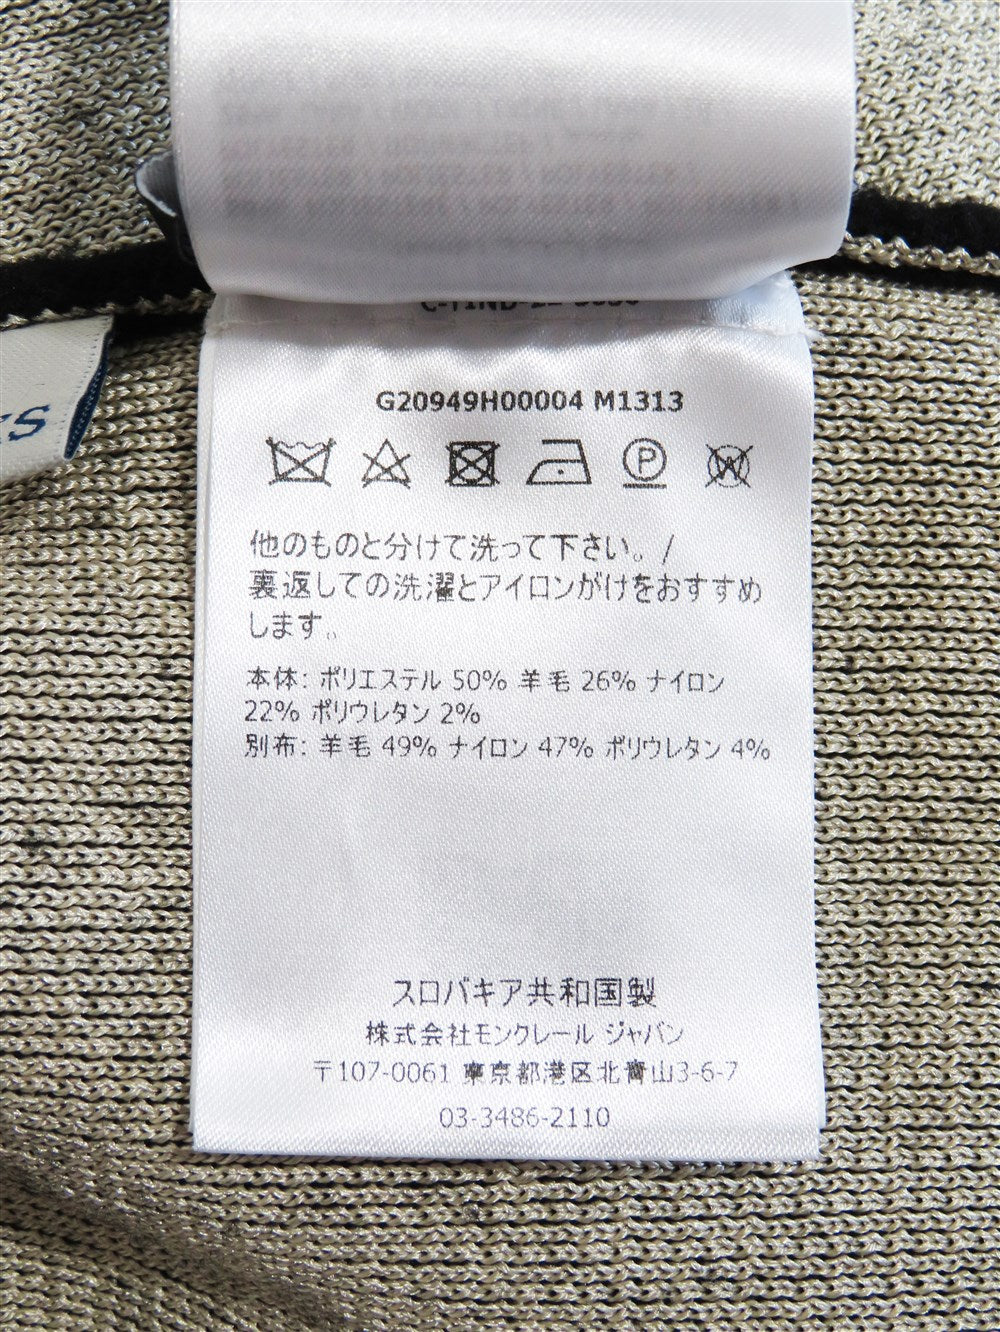 G20949H00004 M1313
他のものと分けて洗って下さい。/
裏返しての洗濯とアイロンがけをおすすめ
します。
本体: ポリエステル 50% 羊毛 26% ナイロン
22% ポリウレタン 2%
別布: 羊毛 49% ナイロン 47% ポリウレタン 4%
スロバキア共和国製
株式会社モンクレール ジャパン
〒107-0061 東京都港区北青山3-6-7
03-3486-2110